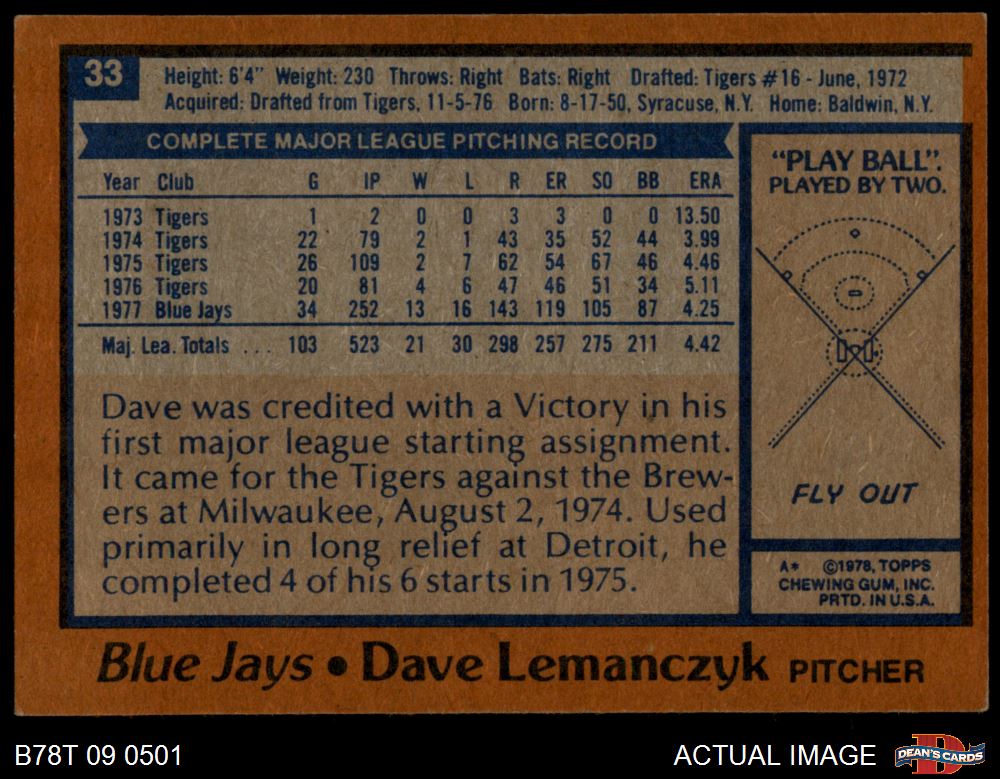 33
Height: 6'4" Weight: 230 Throws: Right Bats: Right Drafted: Tigers #16 - June, 1972
Acquired: Drafted from Tigers, 11-5-76 Born: 8-17-50, Syracuse, N.Y. Home: Baldwin, N.Y.
COMPLETE MAJOR LEAGUE PITCHING RECORD
Year Club G IP W L R ER SO BB ERA
1973 Tigers 1 2 0 0 3 3 0 0 13.50
1974 Tigers 22 79 2 1 43 35 52 44 3.99
1975 Tigers 26 109 2 7 62 54 67 46 4.46
1976 Tigers 20 81 4 6 47 46 51 34 5.11
1977 Blue Jays 34 252 13 16 143 119 105 87 4.25
Maj. Lea. Totals ... 103 523 21 30 298 257 275 211 4.42
Dave was credited with a Victory in his
first major league starting assignment.
It came for the Tigers against the Brew-
ers at Milwaukee, August 2, 1974. Used
primarily in long relief at Detroit, he
completed 4 of his 6 starts in 1975.
"PLAY BALL".
PLAYED BY TWO.
FLY OUT
A* ©1978, TOPPS
CHEWING GUM, INC.
PRTD. IN U.S.A.
Blue Jays • Dave Lemanczyk PITCHER
B78T 09 0501
ACTUAL IMAGE
D
DEAN'S CARDS